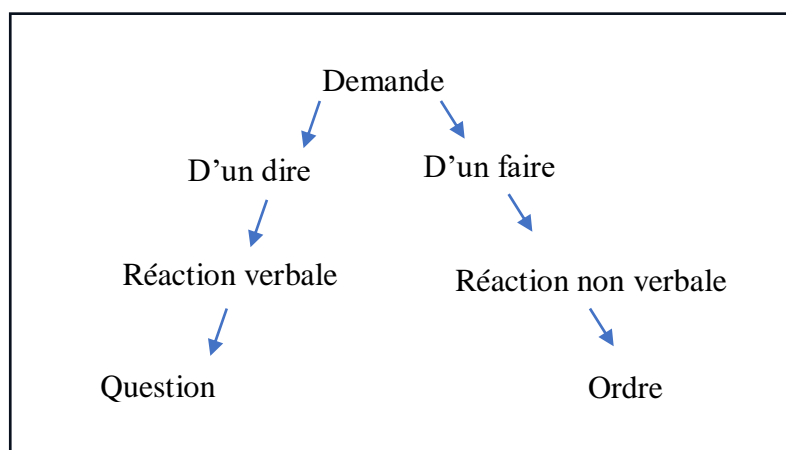 Demande
D’un dire
D’un faire
Réaction verbale
Réaction non verbale
Question
Ordre